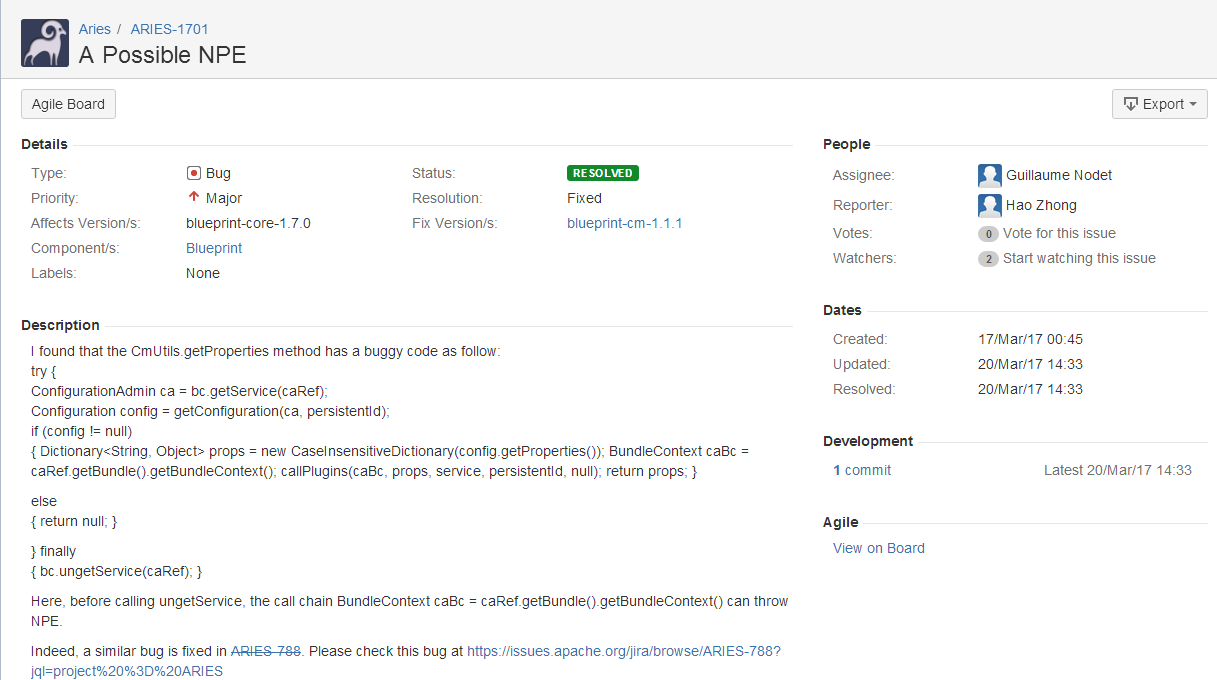 Aries / ARIES-1701
A Possible NPE
Agile Board
Export
Details
Type: Bug
Status: RESOLVED
Priority: Major
Resolution: Fixed
Affects Version/s: blueprint-core-1.7.0
Fix Version/s: blueprint-cm-1.1.1
Component/s: Blueprint
Labels: None
Description
I found that the CmUtils.getProperties method has a buggy code as follow:
try {
ConfigurationAdmin ca = bc.getService(caRef);
Configuration config = getConfiguration(ca, persistentId);
if (config != null)
{ Dictionary<String, Object> props = new CaseInsensitiveDictionary(config.getProperties()); BundleContext caBc =
caRef.getBundle().getBundleContext(); callPlugins(caBc, props, service, persistentId, null); return props; }
else
{ return null; }
} finally
{ bc.ungetService(caRef); }
Here, before calling ungetService, the call chain BundleContext caBc = caRef.getBundle().getBundleContext() can throw
NPE.
Indeed, a similar bug is fixed in ARIES-788. Please check this bug at https://issues.apache.org/jira/browse/ARIES-788?
jql=project%20%3D%20ARIES
People
Assignee: Guillaume Nodet
Reporter: Hao Zhong
Votes: 0 Vote for this issue
Watchers: 2 Start watching this issue
Dates
Created: 17/Mar/17 00:45
Updated: 20/Mar/17 14:33
Resolved: 20/Mar/17 14:33
Development
1 commit Latest 20/Mar/17 14:33
Agile
View on Board